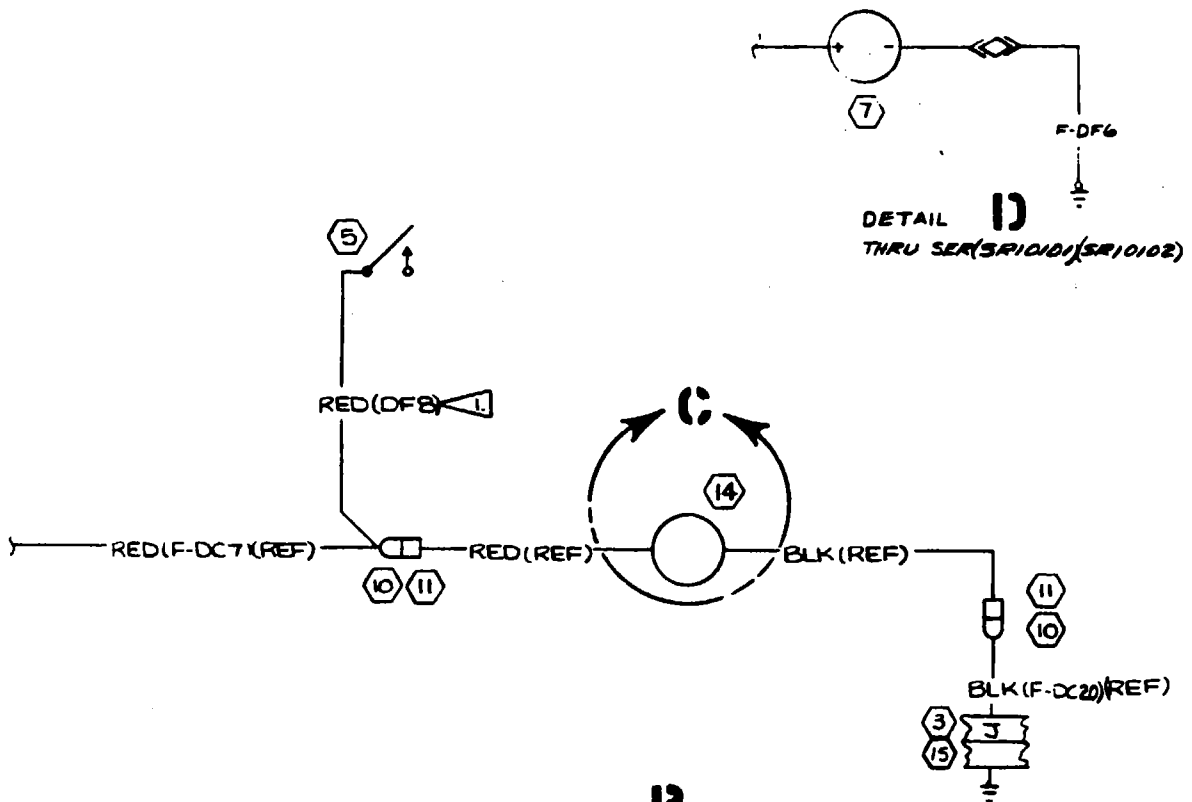 + -
7
F-DF6
DETAIL D
THRU SER(SR10101)(SR10102)
5
RED(DF8) 1.
C
14
RED(F-DC7)(REF)
RED(REF)
BLK(REF)
10 11
11
10
BLK(F-DC20)(REF)
3
J
15